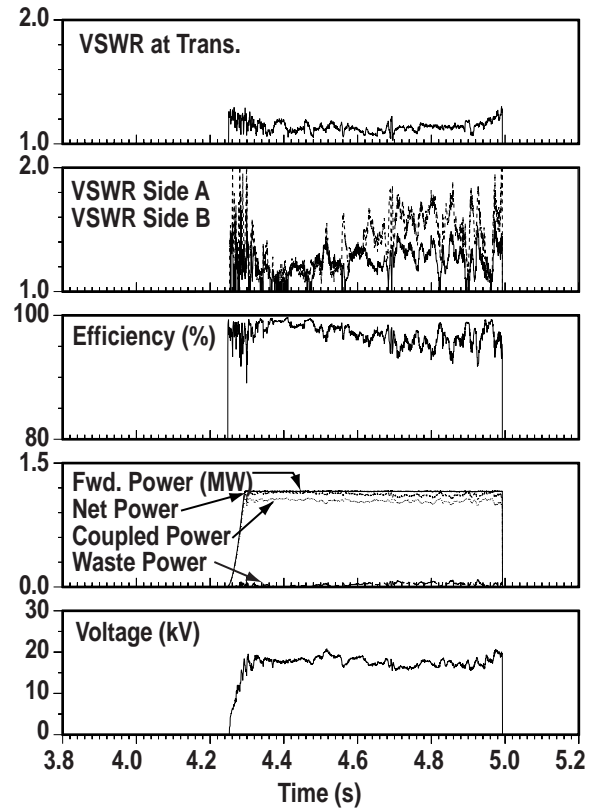 2.0
VSWR at Trans.
1.0
2.0
VSWR Side A
VSWR Side B
1.0
100
Efficiency (%)
80
1.5
Fwd. Power (MW)
Net Power
Coupled Power
Waste Power
0.0
30
Voltage (kV)
20
10
0
3.8 4.0 4.2 4.4 4.6 4.8 5.0 5.2
Time (s)